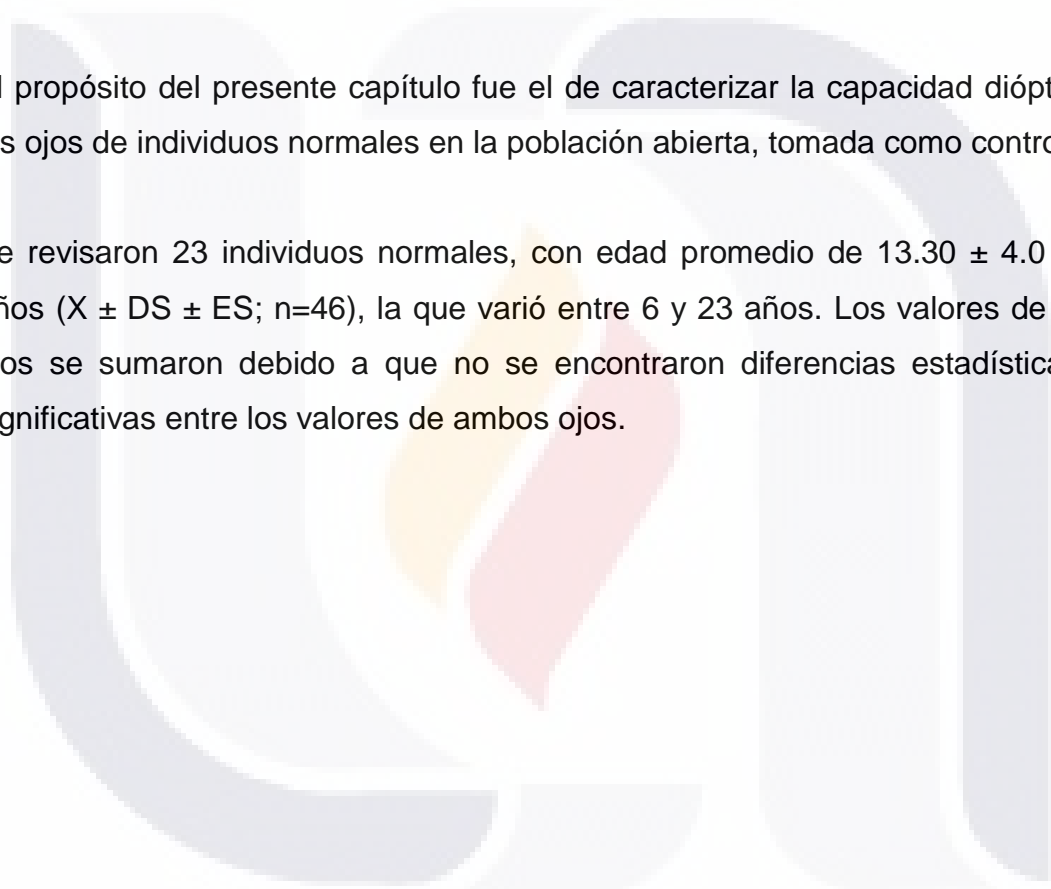 l propósito del presente capítulo fue el de caracterizar la capacidad diópt
s ojos de individuos normales en la población abierta, tomada como contro
e revisaron 23 individuos normales, con edad promedio de 13.30 ± 4.0
ños (X ± DS ± ES; n=46), la que varió entre 6 y 23 años. Los valores de
os se sumaron debido a que no se encontraron diferencias estadística
gnificativas entre los valores de ambos ojos.